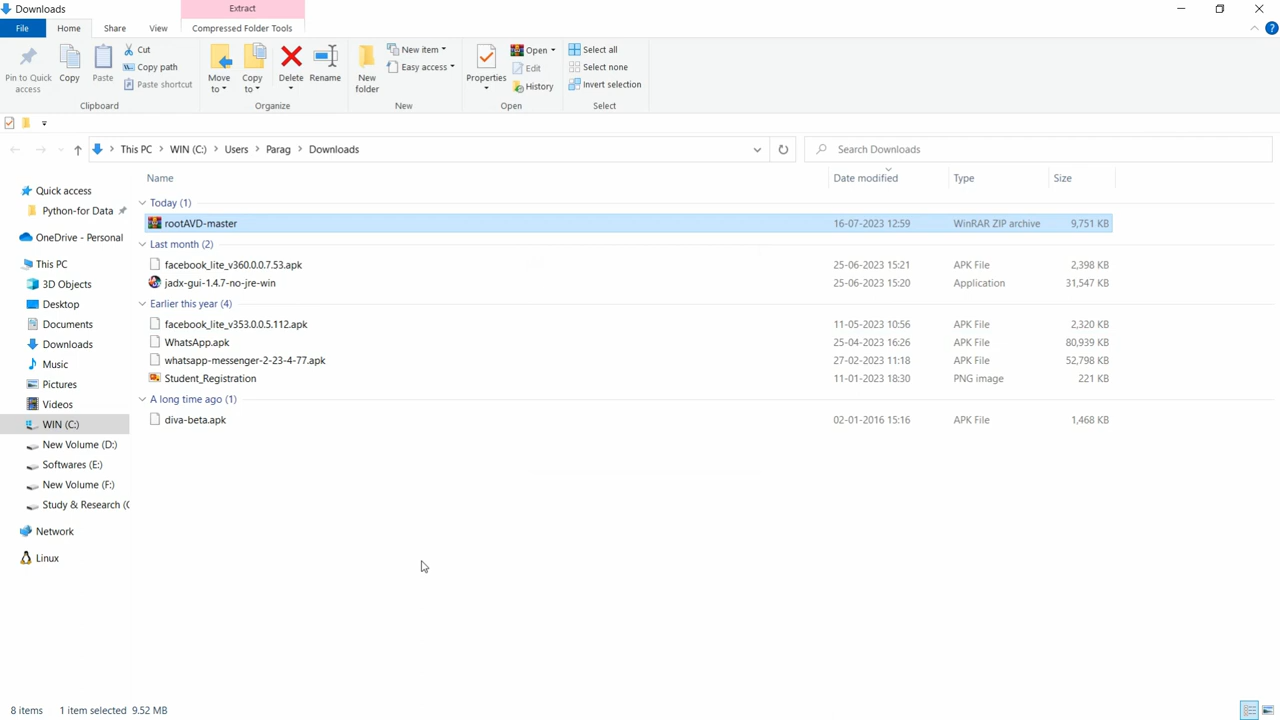 Downloads
Extract
File
Home
Share
View
Compressed Folder Tools
Pin to Quick access
Copy
Paste
Cut
Copy path
Paste shortcut
Clipboard
Move to
Copy to
Delete
Rename
Organize
New folder
New item
Easy access
New
Properties
Open
Edit
History
Open
Select all
Select none
Invert selection
Select
This PC > WIN (C:) > Users > Parag > Downloads
Search Downloads
Name Date modified Type Size
Today (1)
rootAVD-master 16-07-2023 12:59 WinRAR ZIP archive 9,751 KB
Last month (2)
facebook_lite_v360.0.0.7.53.apk 25-06-2023 15:21 APK File 2,398 KB
jadx-gui-1.4.7-no-jre-win 25-06-2023 15:20 Application 31,547 KB
Earlier this year (4)
facebook_lite_v353.0.0.5.112.apk 11-05-2023 10:56 APK File 2,320 KB
WhatsApp.apk 25-04-2023 16:26 APK File 80,939 KB
whatsapp-messenger-2-23-4-77.apk 27-02-2023 11:18 APK File 52,798 KB
Student_Registration 11-01-2023 18:30 PNG image 221 KB
A long time ago (1)
diva-beta.apk 02-01-2016 15:16 APK File 1,468 KB
Quick access
Python-for Data
OneDrive - Personal
This PC
3D Objects
Desktop
Documents
Downloads
Music
Pictures
Videos
WIN (C:)
New Volume (D:)
Softwares (E:)
New Volume (F:)
Study & Research (G
Network
Linux
8 items
1 item selected 9.52 MB